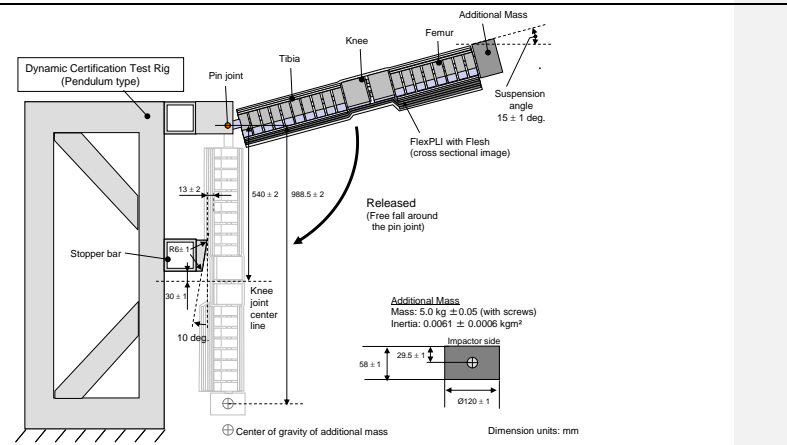 Additional Mass
Femur
Knee
Tibia
Dynamic Certification Test Rig
(Pendulum type)
Pin joint
Suspension
angle
15 ± 1 deg.
FlexPLI with Flesh
(cross sectional image)
13 ± 2
540 ± 2
988.5 ± 2
Released
(Free fall around
the pin joint)
Stopper bar
R6± 1
30 ± 1
Knee
joint
center
line
10 deg.
Additional Mass
Mass: 5.0 kg ±0.05 (with screws)
Inertia: 0.0061 ± 0.0006 kgm²
Impactor side
58 ± 1
29.5 ± 1
Ø120 ± 1
Center of gravity of additional mass
Dimension units: mm